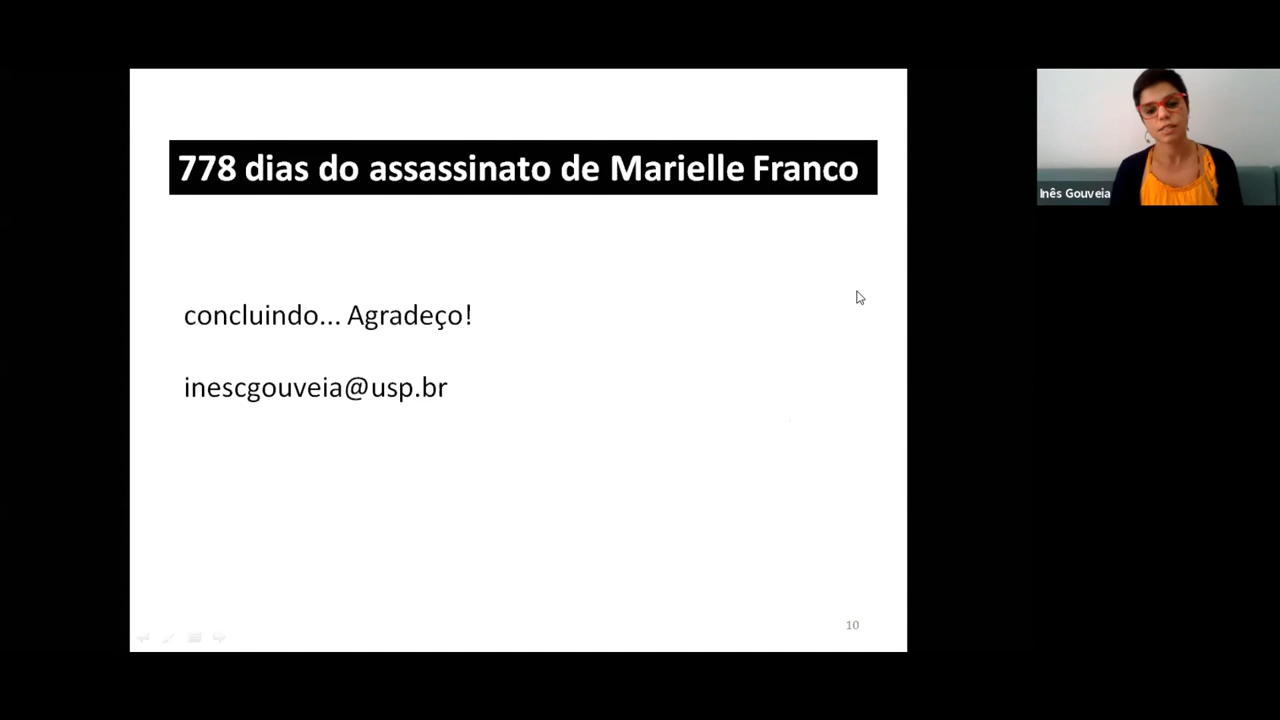 778 dias do assassinato de Marielle Franco
Inês Gouveia
concluindo... Agradeço!
inescgouveia@usp.br
10